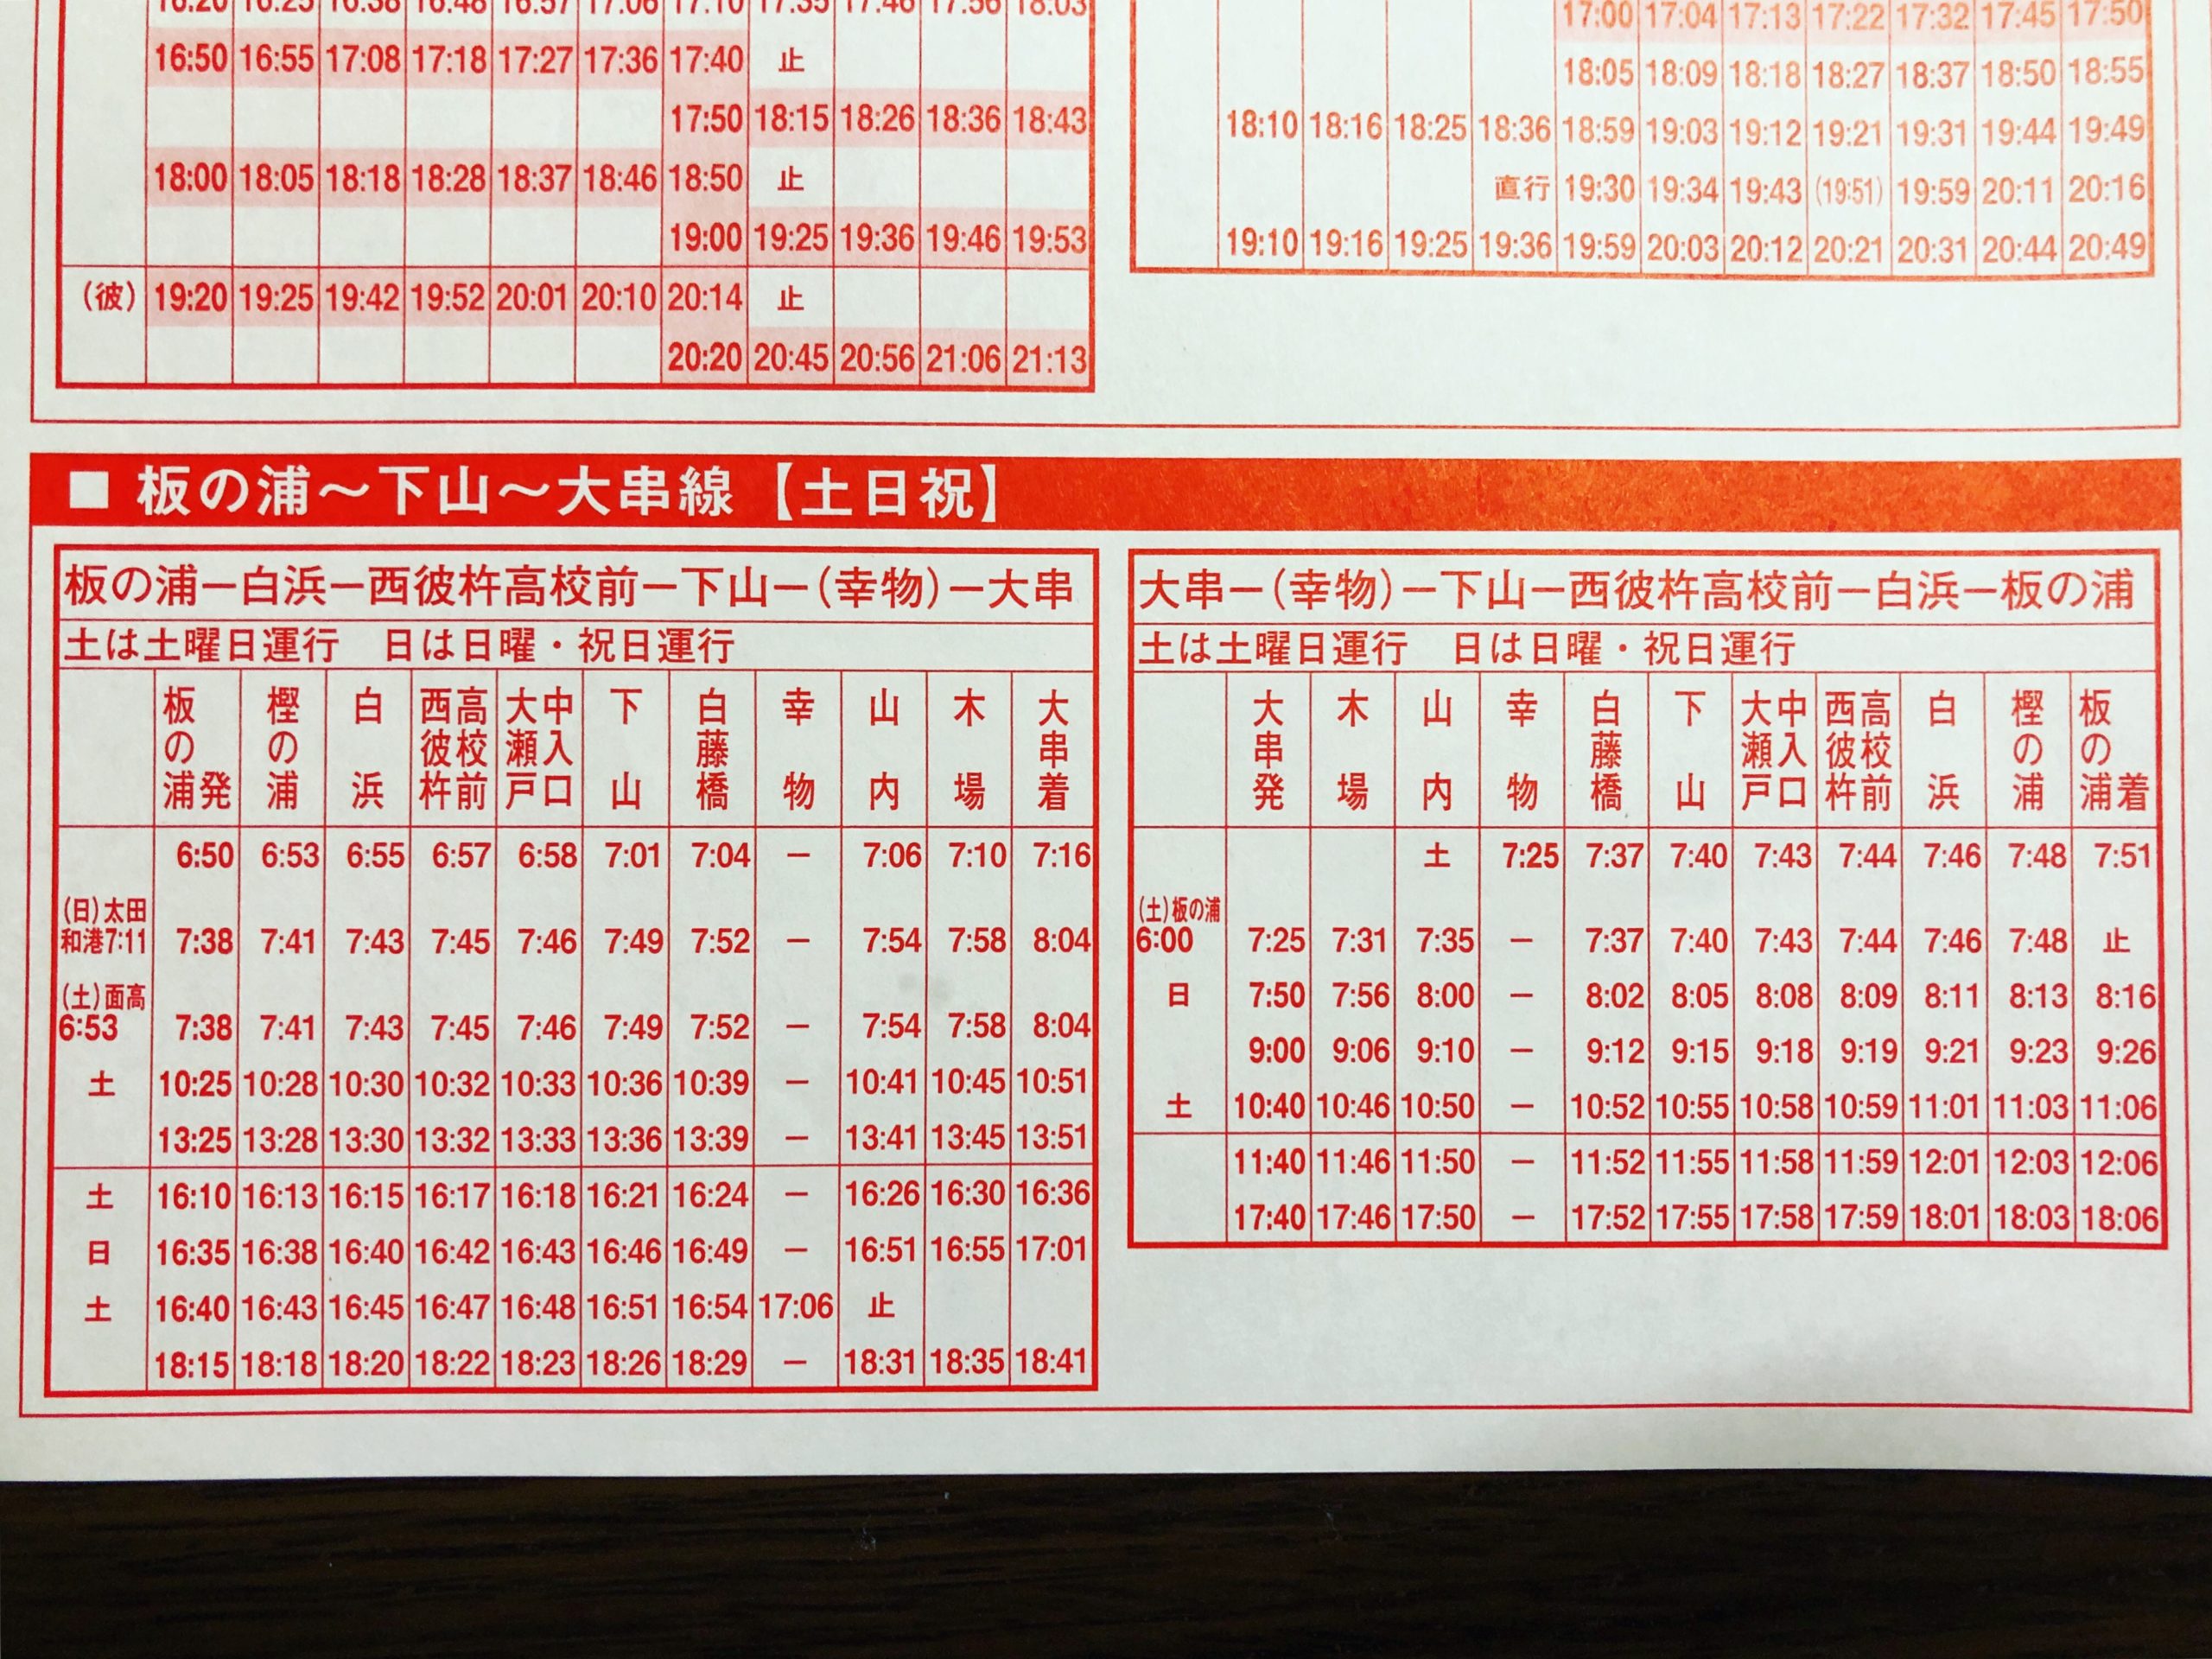 16:20 16:25 16:38 16:48 16:57 17:06 17:10 17:35 17:46 17:56 18:03
16:50 16:55 17:08 17:18 17:27 17:36 17:40 止
17:50 18:15 18:26 18:36 18:43
18:00 18:05 18:18 18:28 18:37 18:46 18:50 止
19:00 19:25 19:36 19:46 19:53
(彼) 19:20 19:25 19:42 19:52 20:01 20:10 20:14 止
20:20 20:45 20:56 21:06 21:13
17:00 17:04 17:13 17:22 17:32 17:45 17:50
18:05 18:09 18:18 18:27 18:37 18:50 18:55
18:10 18:16 18:25 18:36 18:59 19:03 19:12 19:21 19:31 19:44 19:49
直行 19:30 19:34 19:43 (19:51) 19:59 20:11 20:16
19:10 19:16 19:25 19:36 19:59 20:03 20:12 20:21 20:31 20:44 20:49
■ 板の浦～下山～大串線【土日祝】
板の浦ー白浜ー西彼杵高校前ー下山ー(幸物)ー大串
土は土曜日運行 日は日曜・祝日運行
板の浦発 樫の浦 白浜 西彼杵高校前 大瀬戸中入口 下山 白藤橋 幸物 山内 木場 大串着
6:50 6:53 6:55 6:57 6:58 7:01 7:04 － 7:06 7:10 7:16
(日)太田
和港7:11 7:38 7:41 7:43 7:45 7:46 7:49 7:52 － 7:54 7:58 8:04
(土)面高
6:53 7:38 7:41 7:43 7:45 7:46 7:49 7:52 － 7:54 7:58 8:04
土 10:25 10:28 10:30 10:32 10:33 10:36 10:39 － 10:41 10:45 10:51
13:25 13:28 13:30 13:32 13:33 13:36 13:39 － 13:41 13:45 13:51
土 16:10 16:13 16:15 16:17 16:18 16:21 16:24 － 16:26 16:30 16:36
日 16:35 16:38 16:40 16:42 16:43 16:46 16:49 － 16:51 16:55 17:01
土 16:40 16:43 16:45 16:47 16:48 16:51 16:54 17:06 止
18:15 18:18 18:20 18:22 18:23 18:26 18:29 － 18:31 18:35 18:41
大串ー(幸物)ー下山ー西彼杵高校前ー白浜ー板の浦
土は土曜日運行 日は日曜・祝日運行
大串発 木場 山内 幸物 白藤橋 下山 大瀬戸中入口 西彼杵高校前 白浜 樫の浦 板の浦着
土 7:25 7:37 7:40 7:43 7:44 7:46 7:48 7:51
(土)板の浦
6:00 7:25 7:31 7:35 － 7:37 7:40 7:43 7:44 7:46 7:48 止
日 7:50 7:56 8:00 － 8:02 8:05 8:08 8:09 8:11 8:13 8:16
9:00 9:06 9:10 － 9:12 9:15 9:18 9:19 9:21 9:23 9:26
土 10:40 10:46 10:50 － 10:52 10:55 10:58 10:59 11:01 11:03 11:06
11:40 11:46 11:50 － 11:52 11:55 11:58 11:59 12:01 12:03 12:06
17:40 17:46 17:50 － 17:52 17:55 17:58 17:59 18:01 18:03 18:06